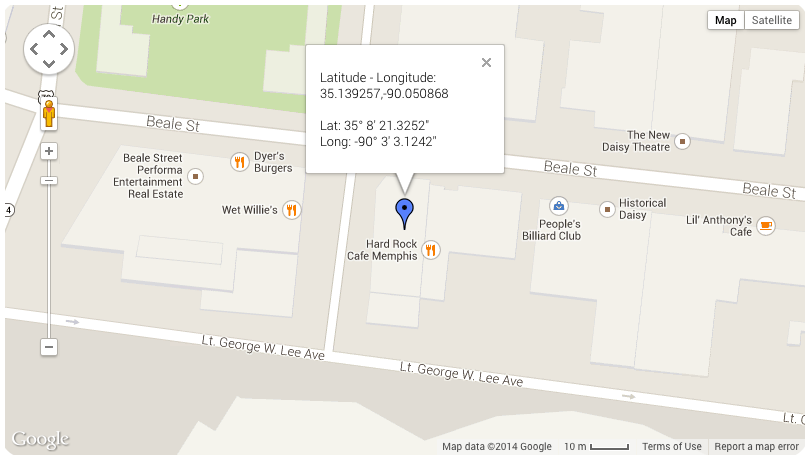 Handy Park
Map
Satellite
St
Latitude - Longitude:
35.139257,-90.050868
Lat: 35° 8' 21.3252"
Long: -90° 3' 3.1242"
Beale St
The New
Daisy Theatre
Beale St
Beale St
Beale Street
Performa
Entertainment
Real Estate
Dyer's
Burgers
Wet Willie's
Historical
Daisy
People's
Billiard Club
Lil' Anthony's
Cafe
4
Hard Rock
Cafe Memphis
Lt. George W. Lee Ave
Lt. George W. Lee Ave
Lt. G
Google
Map data ©2014 Google
10 m
Terms of Use
Report a map error